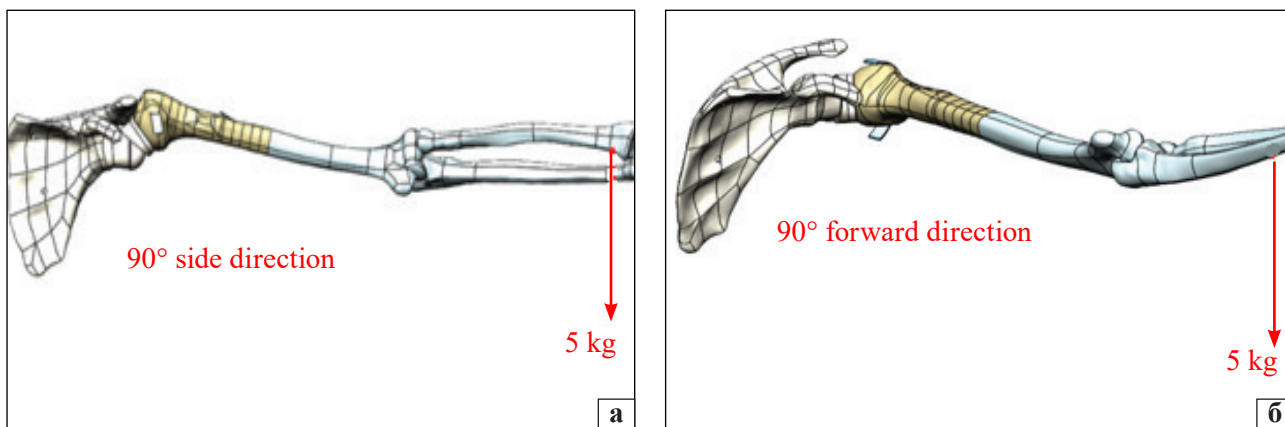 90° side direction
5 kg
а
90° forward direction
5 kg
б